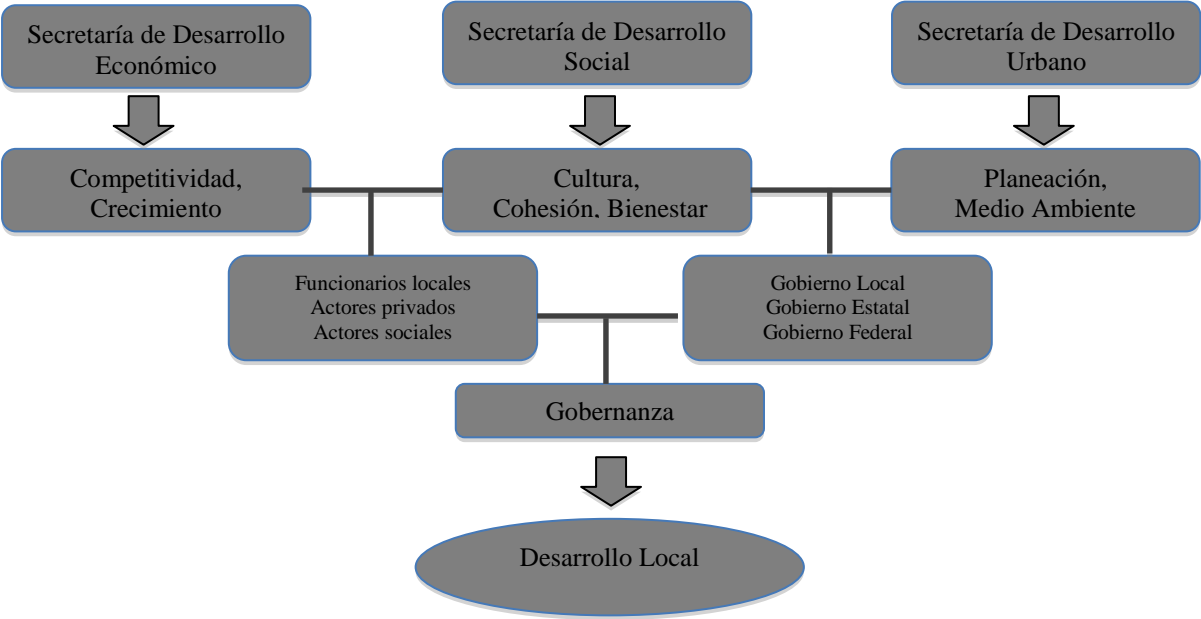 Secretaría de Desarrollo
Económico
Secretaría de Desarrollo
Social
Secretaría de Desarrollo
Urbano
Competitividad,
Crecimiento
Cultura,
Cohesión, Bienestar
Planeación,
Medio Ambiente
Funcionarios locales
Actores privados
Actores sociales
Gobierno Local
Gobierno Estatal
Gobierno Federal
Gobernanza
Desarrollo Local